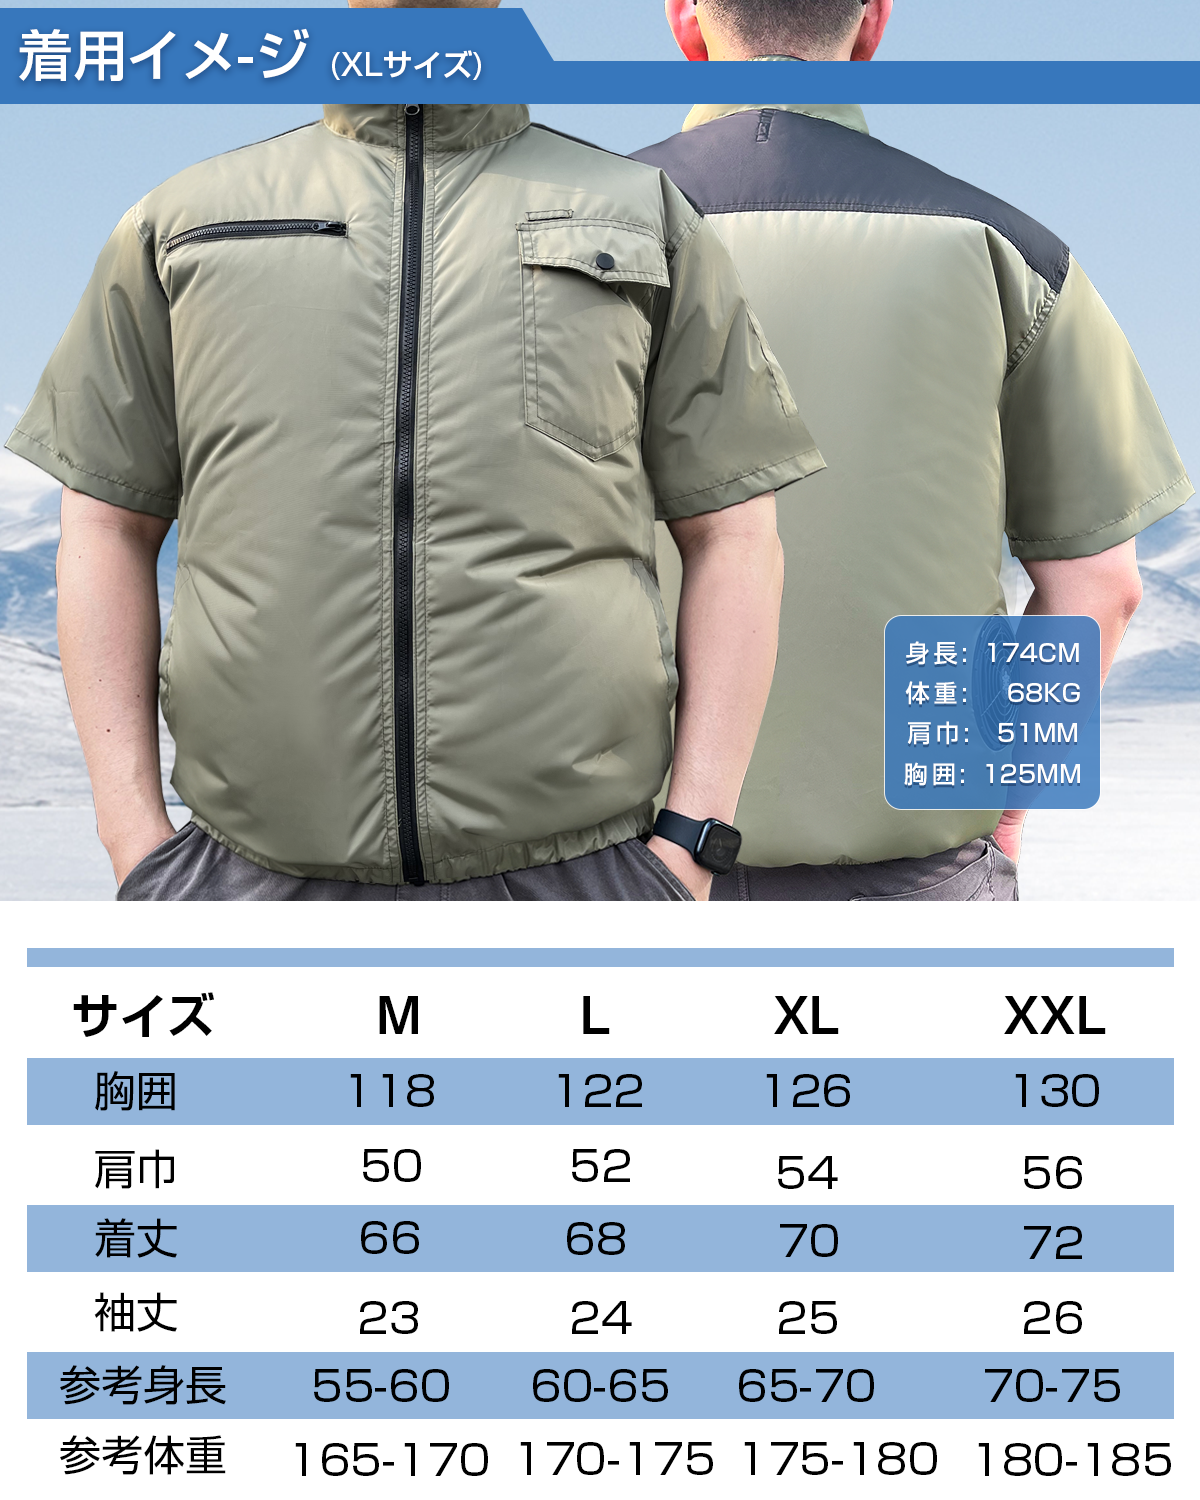 着用イメ-ジ (XLサイズ)
身長: 174CM
体重: 68KG
肩巾: 51MM
胸囲: 125MM
サイズ M L XL XXL
胸囲 118 122 126 130
肩巾 50 52 54 56
着丈 66 68 70 72
袖丈 23 24 25 26
参考身長 55-60 60-65 65-70 70-75
参考体重 165-170 170-175 175-180 180-185